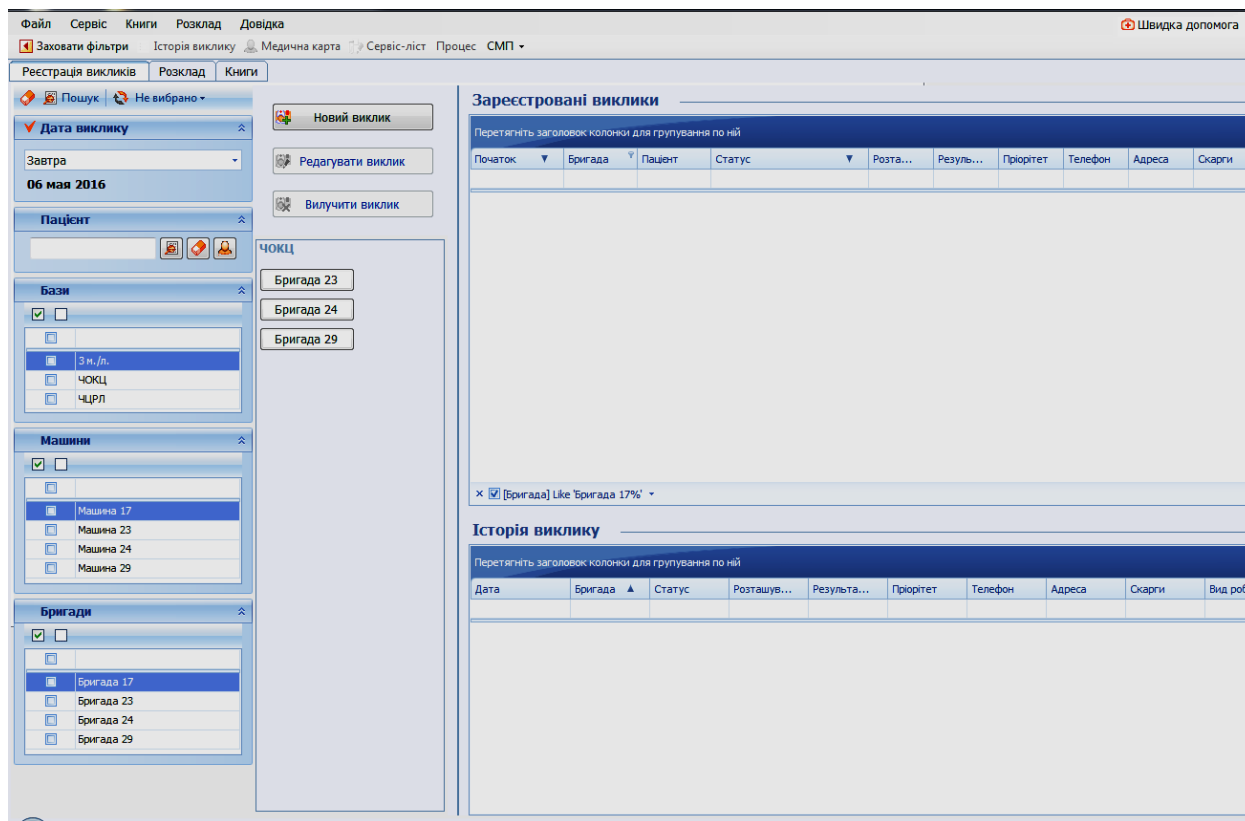 Файл Сервіс Книги Розклад Довідка Швидка допомога
Заховати фільтри Історія виклику Медична карта Сервіс-ліст Процес СМП
Реєстрація викликів Розклад Книги
Пошук Не вибрано
Дата виклику
Завтра
06 мая 2016
Пацієнт
Бази
3 м./л.
ЧОКЦ
ЧЦРЛ
Машини
Машина 17
Машина 23
Машина 24
Машина 29
Бригади
Бригада 17
Бригада 23
Бригада 24
Бригада 29
Новий виклик
Редагувати виклик
Вилучити виклик
ЧОКЦ
Бригада 23
Бригада 24
Бригада 29
Зареєстровані виклики
Перетягніть заголовок колонки для групування по ній
Початок Бригада Пацієнт Статус Розта... Резуль... Пріорітет Телефон Адреса Скарги
[Бригада] Like 'Бригада 17%'
Історія виклику
Перетягніть заголовок колонки для групування по ній
Дата Бригада Статус Розташув... Результа... Пріорітет Телефон Адреса Скарги Вид роб